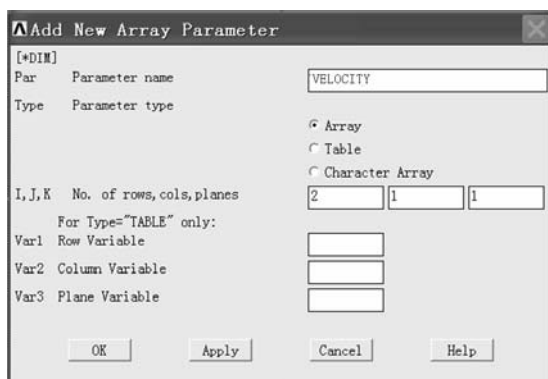 Add New Array Parameter
[*DIM]
Par Parameter name VELOCITY
Type Parameter type
Array
Table
Character Array
I,J,K No. of rows,cols,planes 2 1 1
For Type="TABLE" only:
Var1 Row Variable
Var2 Column Variable
Var3 Plane Variable
OK Apply Cancel Help